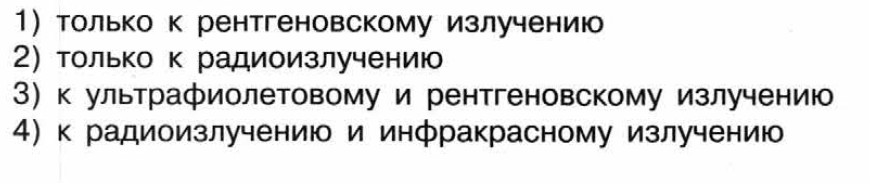 1) только к рентгеновскому излучению
2) только к радиоизлучению
3) к ультрафиолетовому и рентгеновскому излучению
4) к радиоизлучению и инфракрасному излучению